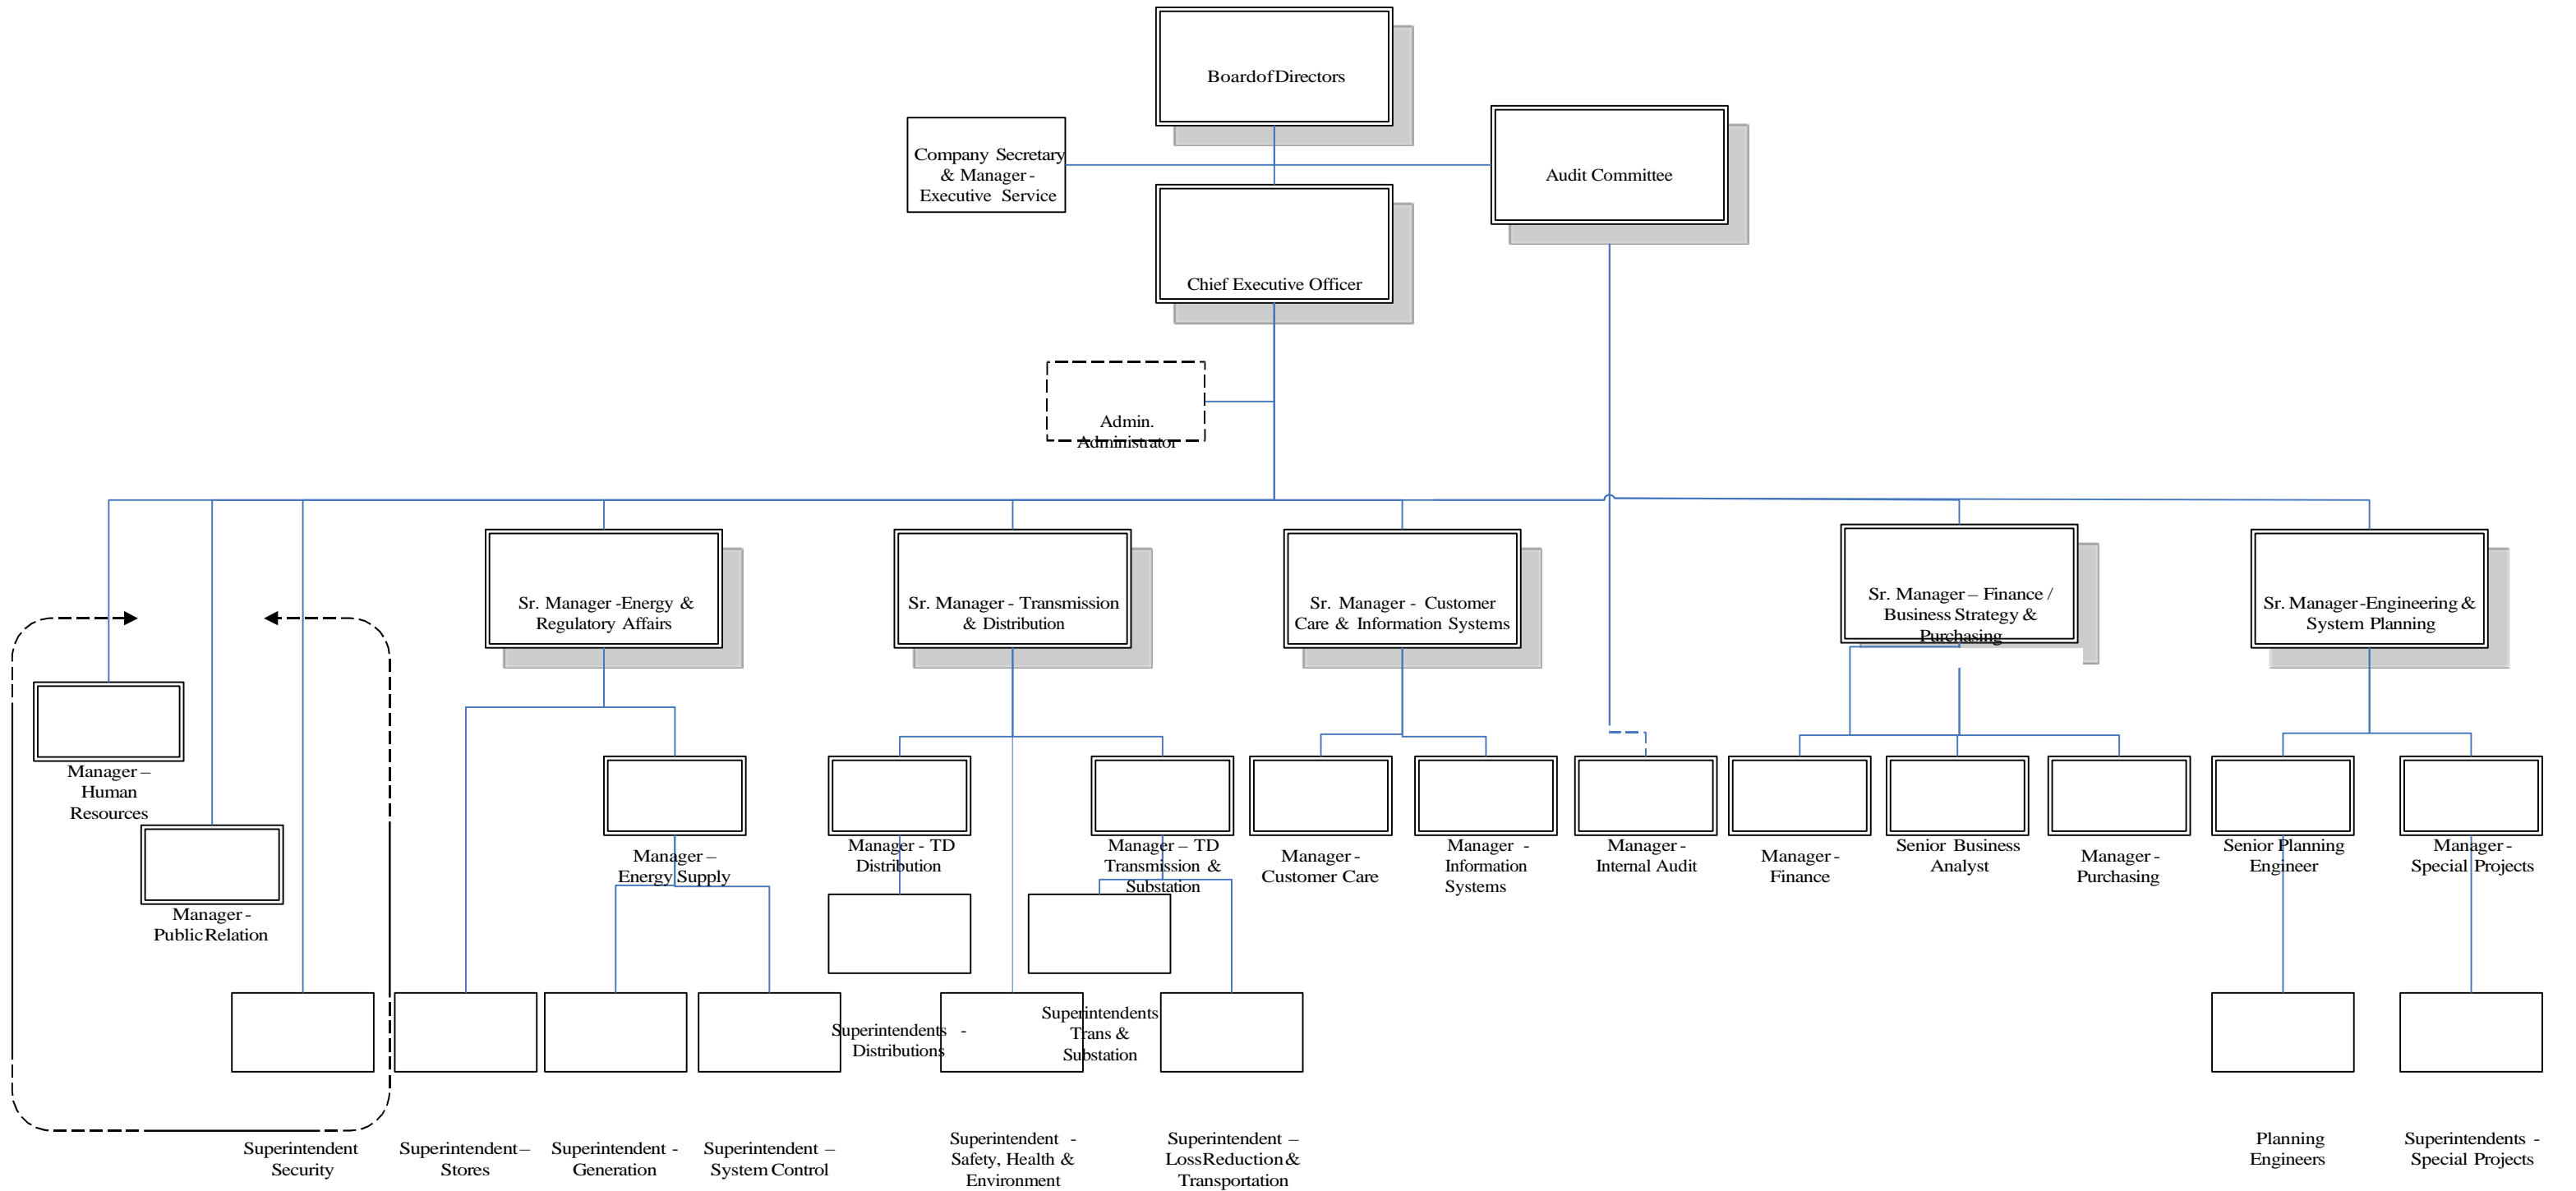 BoardofDirectors
Company Secretary
& Manager -
Executive Service
Audit Committee
Chief Executive Officer
Admin.
Administrator
Sr. Manager -Energy &
Regulatory Affairs
Sr. Manager - Transmission
& Distribution
Sr. Manager - Customer
Care & Information Systems
Sr. Manager – Finance /
Business Strategy &
Purchasing
Sr. Manager -Engineering &
System Planning
Manager –
Human
Resources
Manager -
PublicRelation
Manager –
Energy Supply
Manager - TD
Distribution
Manager – TD
Transmission &
Substation
Manager -
Customer Care
Manager -
Information
Systems
Manager -
Internal Audit
Manager -
Finance
Senior Business
Analyst
Manager -
Purchasing
Senior Planning
Engineer
Manager -
Special Projects
Superintendents -
Distributions
Superintendents
Trans &
Substation
Superintendent
Security
Superintendent –
Stores
Superintendent -
Generation
Superintendent –
System Control
Superintendent -
Safety, Health &
Environment
Superintendent –
LossReduction &
Transportation
Planning
Engineers
Superintendents -
Special Projects